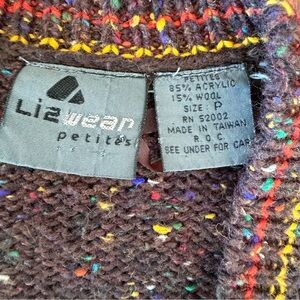 Liz wear
petites
PETITES
85% ACRYLIC
15% WOOL
SIZE: P
RN 52002
MADE IN TAIWAN
R O C
SEE UNDER FOR CARE